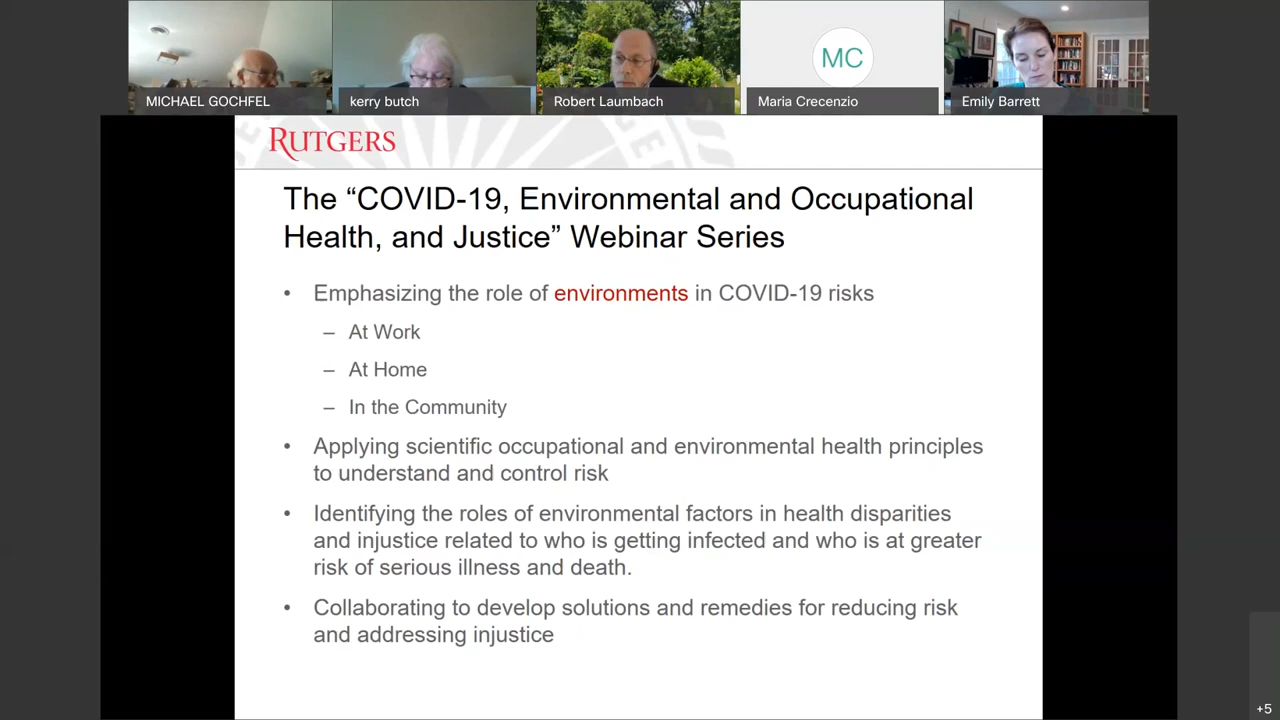 MC
MICHAEL GOCHFEL
kerry butch
Robert Laumbach
Maria Crecenzio
Emily Barrett
RUTGERS
The “COVID-19, Environmental and Occupational
Health, and Justice” Webinar Series
• Emphasizing the role of environments in COVID-19 risks
– At Work
– At Home
– In the Community
• Applying scientific occupational and environmental health principles
to understand and control risk
• Identifying the roles of environmental factors in health disparities
and injustice related to who is getting infected and who is at greater
risk of serious illness and death.
• Collaborating to develop solutions and remedies for reducing risk
and addressing injustice
+5